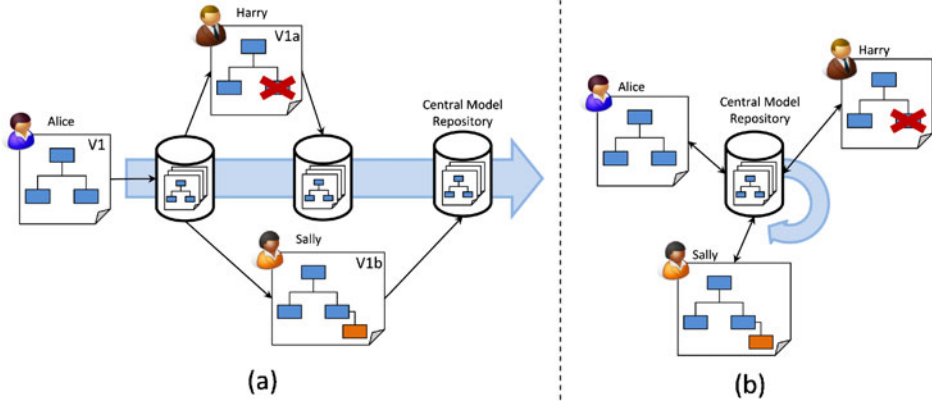 Harry
V1a
Alice
V1
Central Model
Repository
Sally
V1b
(a)
Harry
Alice
Central Model
Repository
Sally
(b)